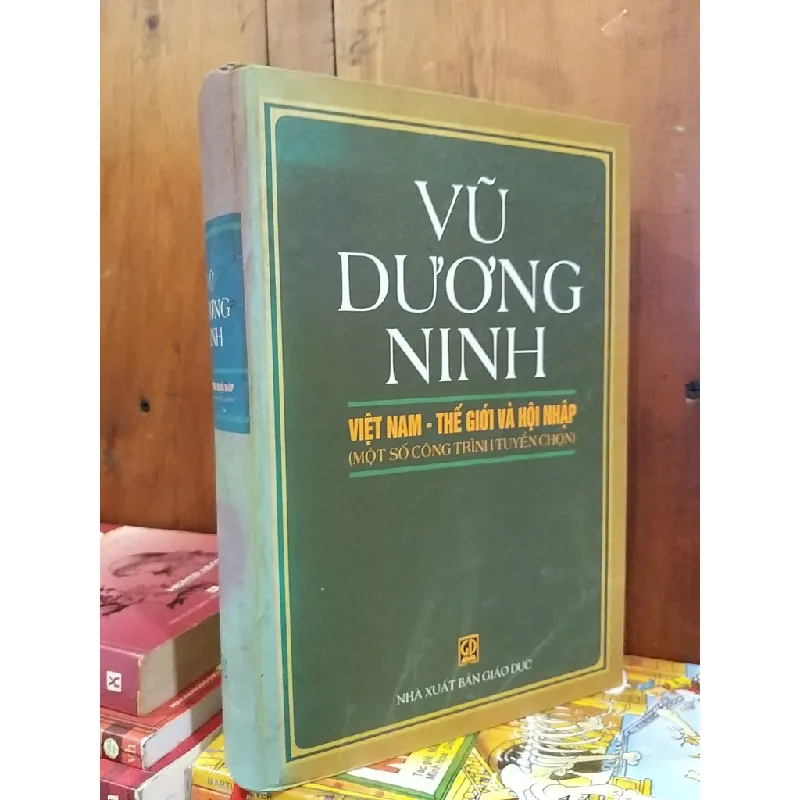 VŨ
DƯƠNG
NINH
VIỆT NAM - THẾ GIỚI VÀ HỘI NHẬP
(MỘT SỐ CÔNG TRÌNH TUYỂN CHỌN)
GD
NHÀ XUẤT BẢN GIÁO DỤC